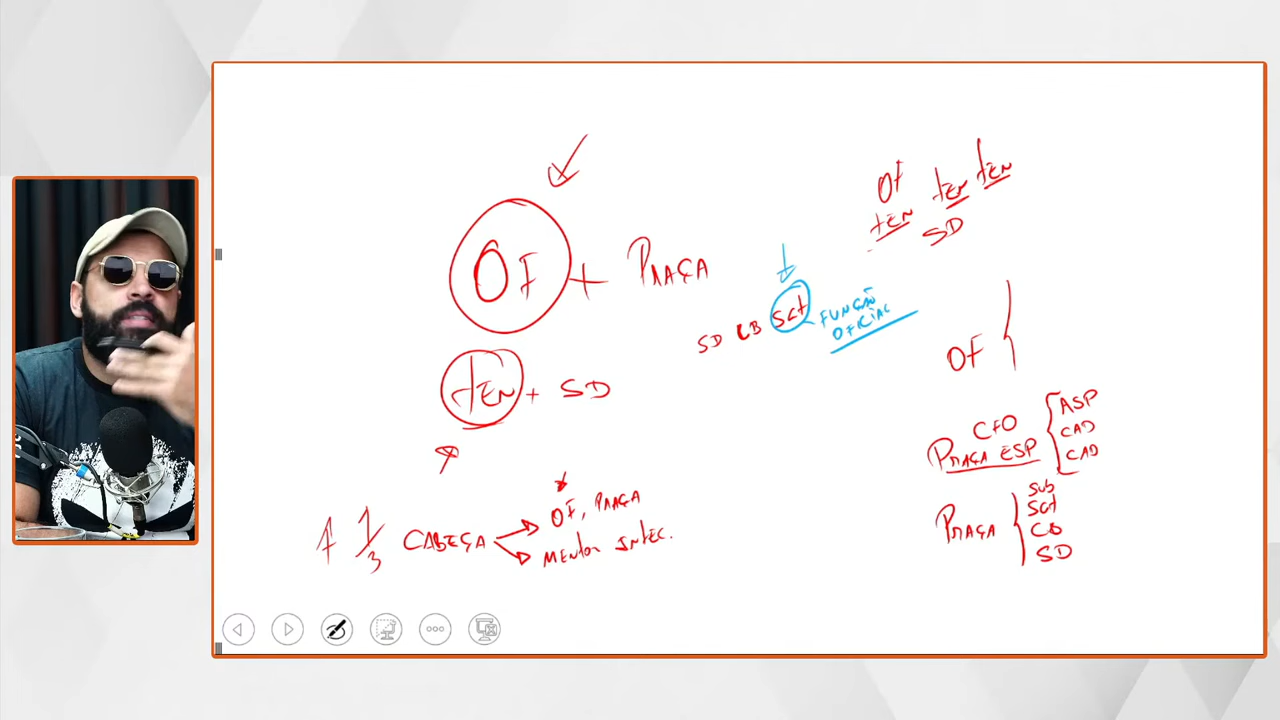 OF + PRAÇA
TEN + SD
↑ 1/3 CABEÇA
OF, PRAÇA
MENTOR INTEC.
SD CB SGT
FUNÇÃO
OFICIAL
OF TEN TEN
TEN SD
OF
CFO
PRAÇA ESP
ASP
CAD
CAD
PRAÇA
SUB
SGT
CB
SD